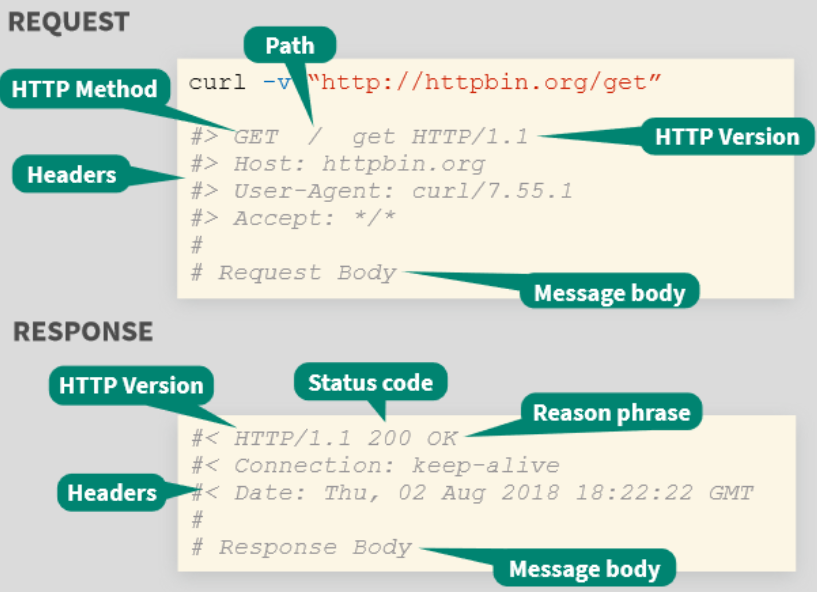 REQUEST
Path
HTTP Method
curl -v “http://httpbin.org/get”
#> GET / get HTTP/1.1
HTTP Version
#> Host: httpbin.org
Headers
#> User-Agent: curl/7.55.1
#> Accept: */*
#
# Request Body
Message body
RESPONSE
HTTP Version
Status code
Reason phrase
#< HTTP/1.1 200 OK
#< Connection: keep-alive
Headers
#< Date: Thu, 02 Aug 2018 18:22:22 GMT
#
# Response Body
Message body